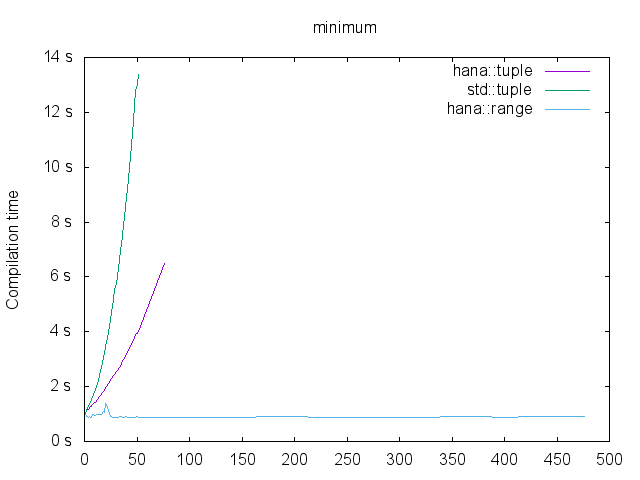 minimum
hana::tuple
std::tuple
hana::range
Compilation time
14 s
12 s
10 s
8 s
6 s
4 s
2 s
0 s
0 50 100 150 200 250 300 350 400 450 500